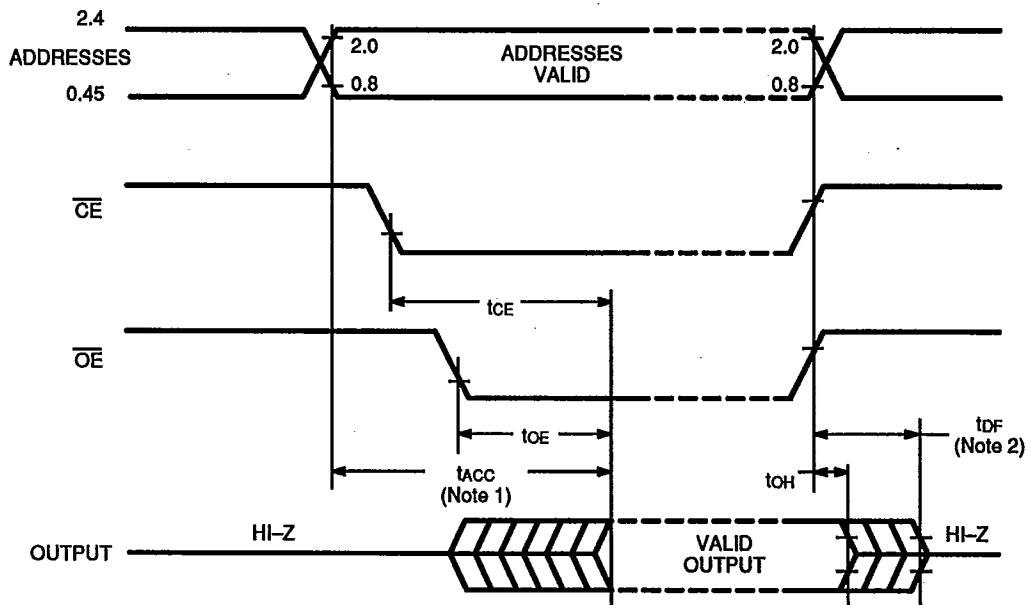 2.4
ADDRESSES
0.45
2.0
0.8
ADDRESSES
VALID
2.0
0.8
CE
tCE
OE
tOE
tACC
(Note 1)
tDF
(Note 2)
tOH
OUTPUT
HI–Z
VALID
OUTPUT
HI–Z